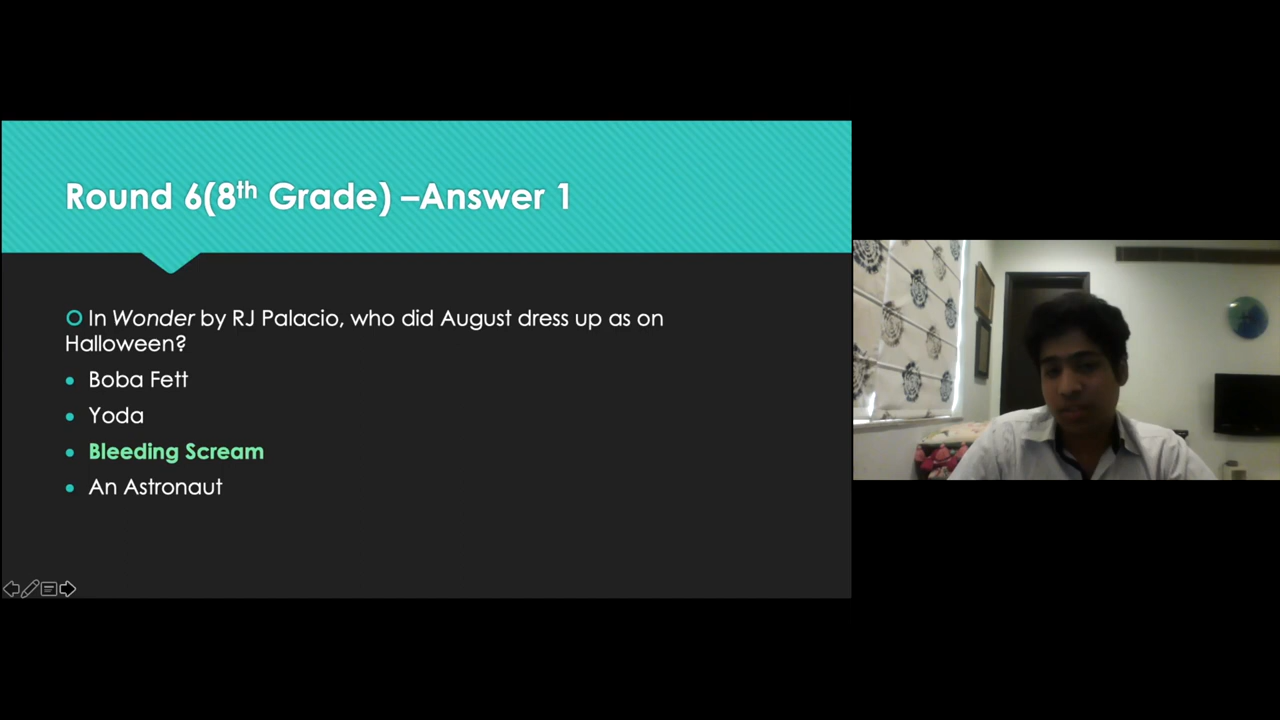 Round 6(8th Grade) –Answer 1
In Wonder by RJ Palacio, who did August dress up as on
Halloween?
Boba Fett
Yoda
Bleeding Scream
An Astronaut